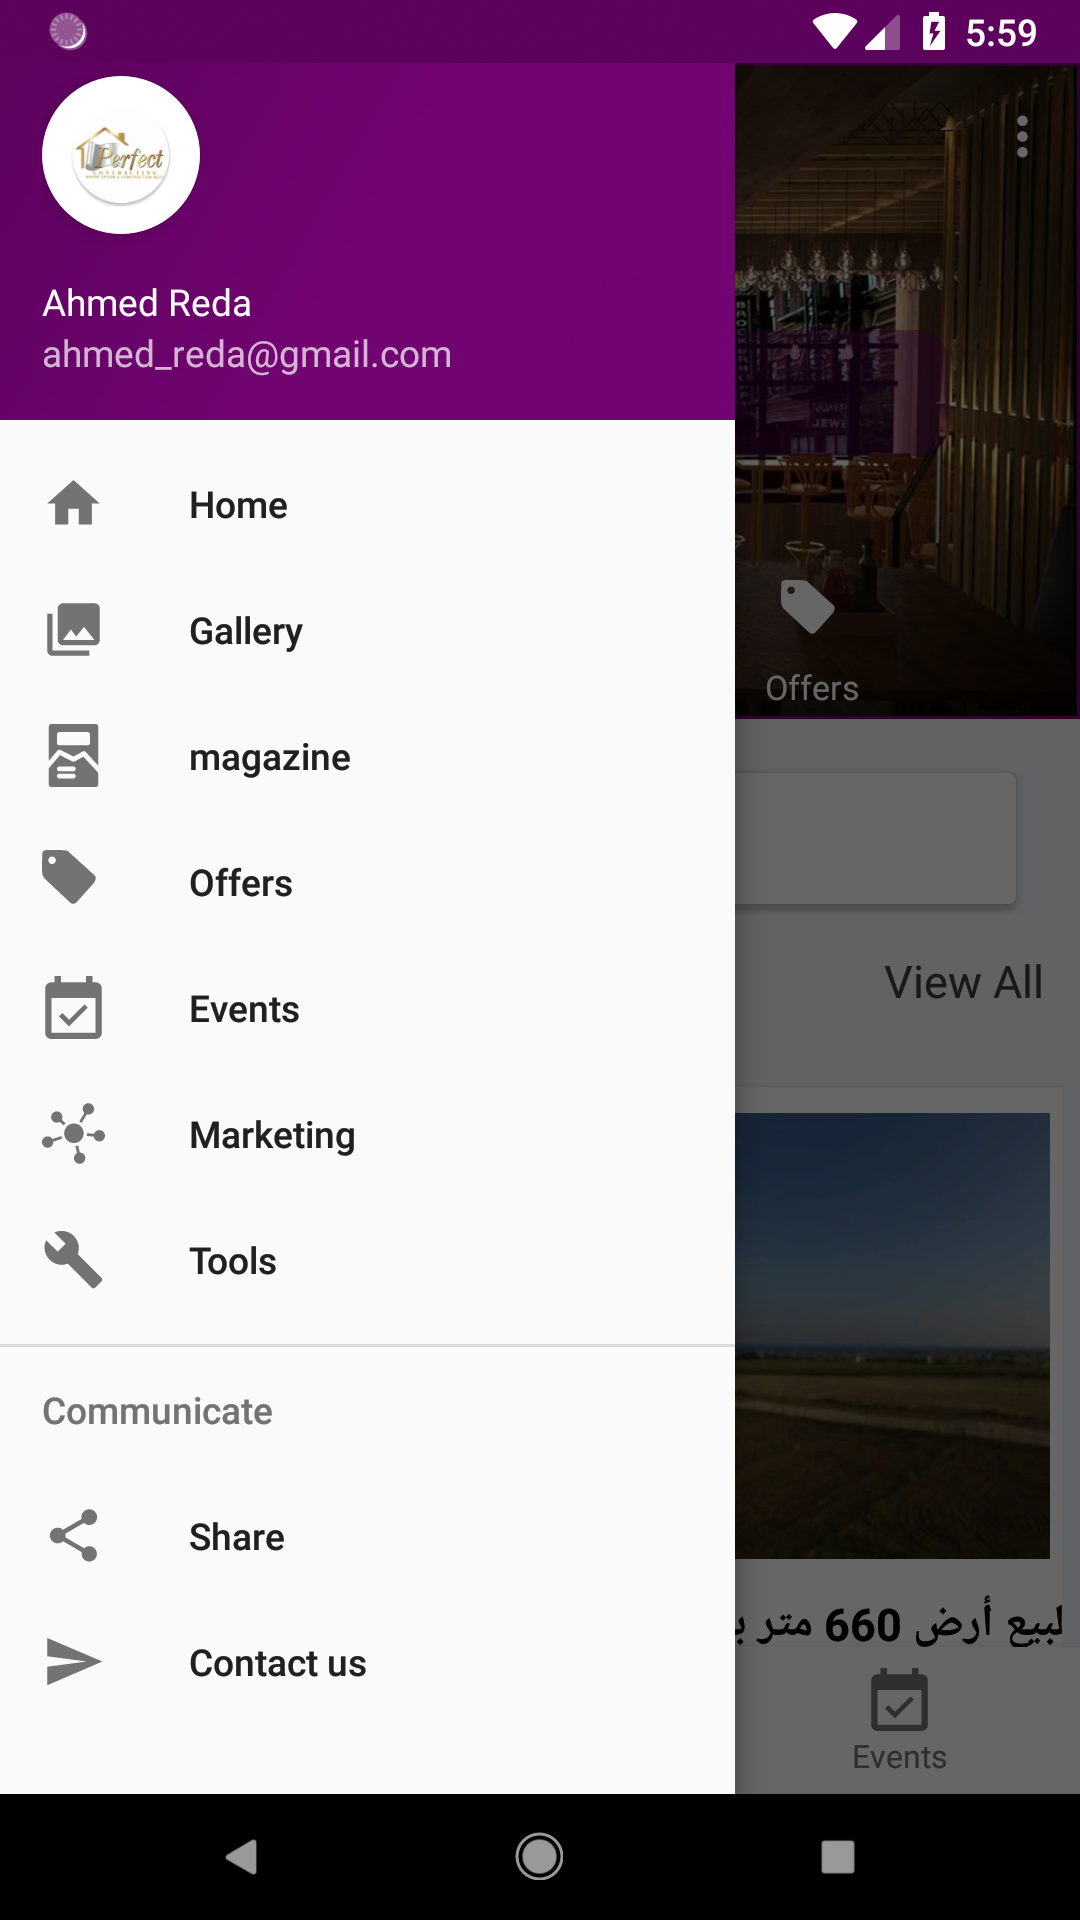 5:59
Perfect
CONTRACTING
Ahmed Reda
ahmed_reda@gmail.com
Home
Gallery
magazine
Offers
Events
Marketing
Tools
Communicate
Share
Contact us
Offers
View All
لبيع أرض 660 متر ب
Events